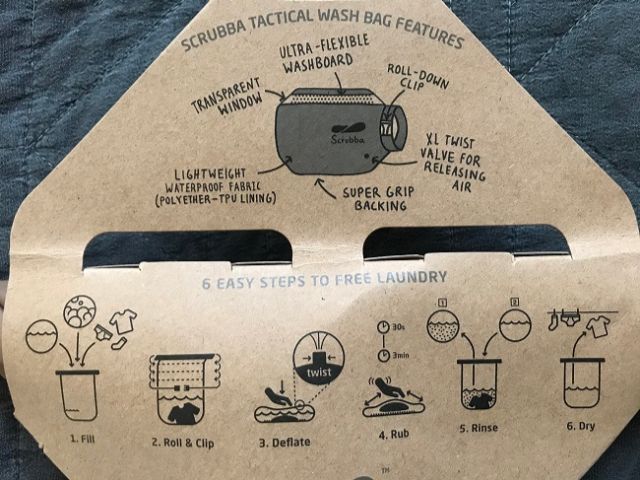 SCRUBBA TACTICAL WASH BAG FEATURES
ULTRA-FLEXIBLE
WASHBOARD
ROLL-DOWN
CLIP
TRANSPARENT
WINDOW
Scrubba
XL TWIST
VALVE FOR
RELEASING
AIR
LIGHTWEIGHT
WATERPROOF FABRIC
(POLYETHER-TPU LINING)
SUPER GRIP
BACKING
6 EASY STEPS TO FREE LAUNDRY
1
2
30s
3min
twist
1. Fill
2. Roll & Clip
3. Deflate
4. Rub
5. Rinse
6. Dry
TM